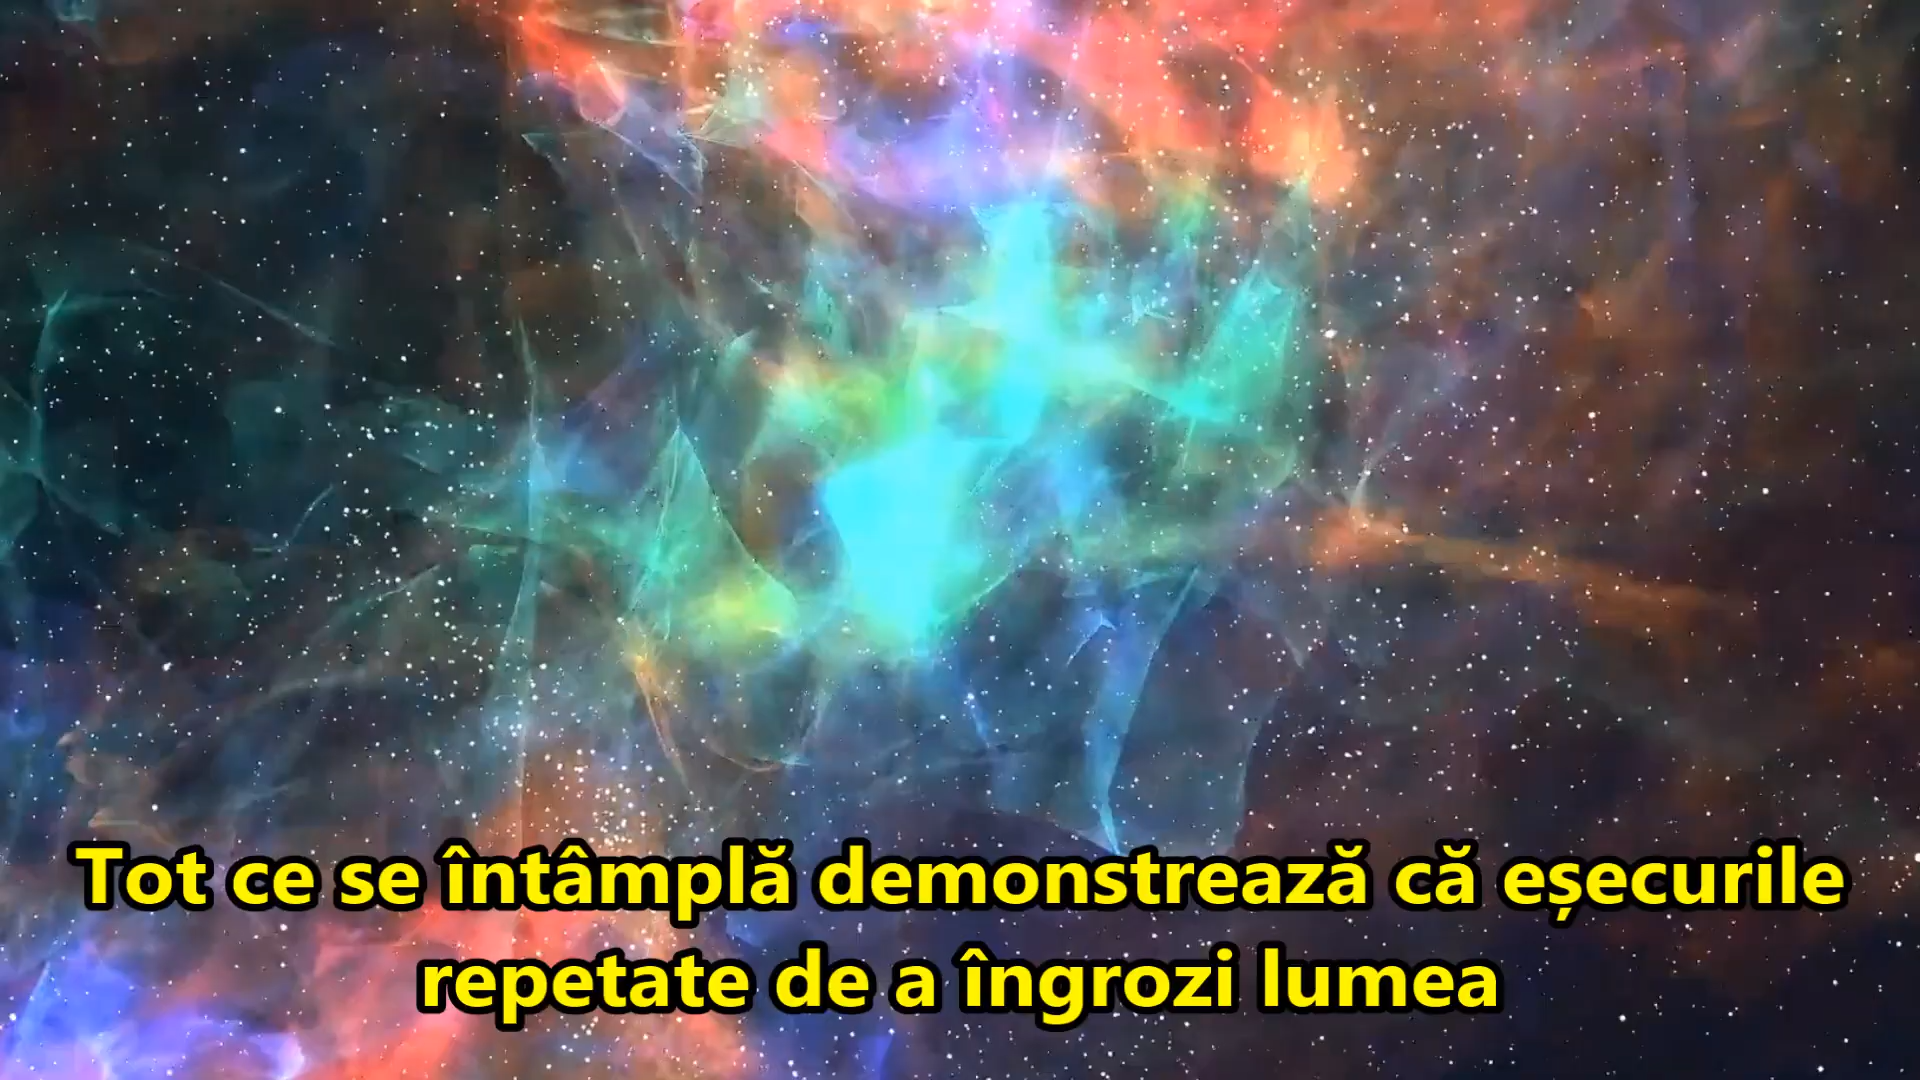 Tot ce se întâmplă demonstrează că eșecurile
repetate de a îngrozi lumea